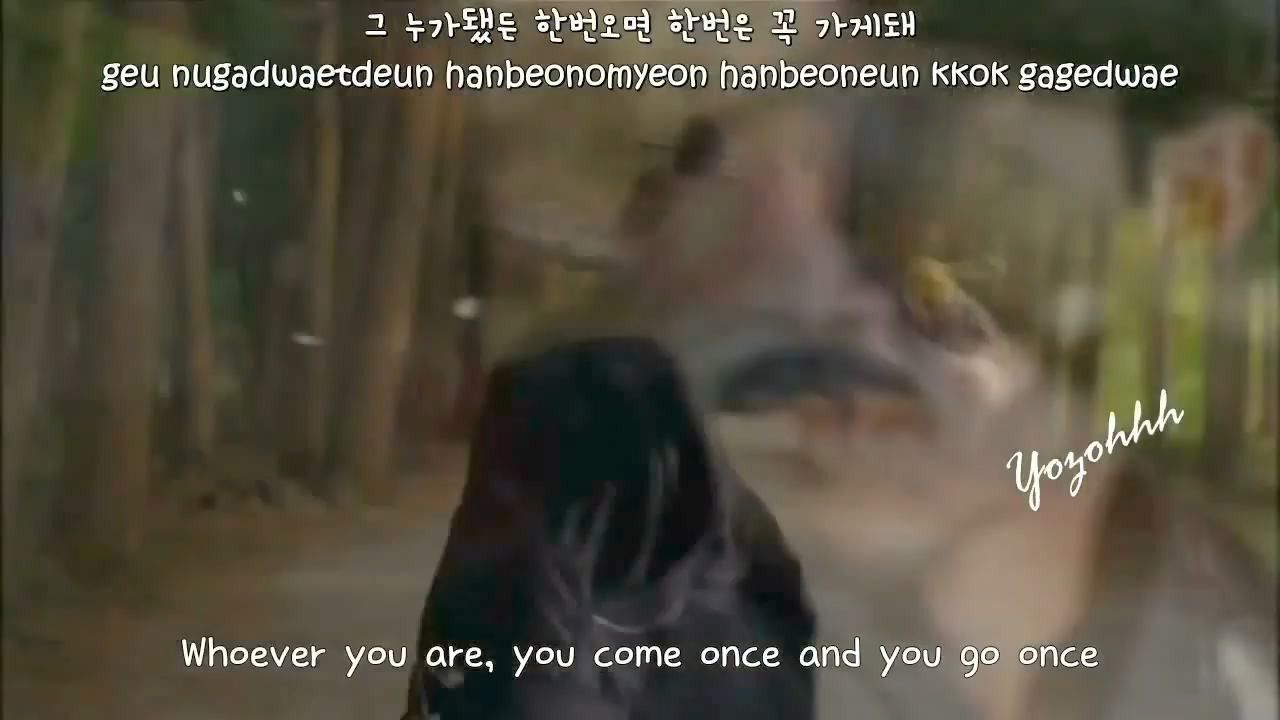 그 누가됐든 한번오면 한번은 꼭 가게돼
geu nugadwaetdeun hanbeonomyeon hanbeoneun kkok gagedwae
Yozohhh
Whoever you are, you come once and you go once